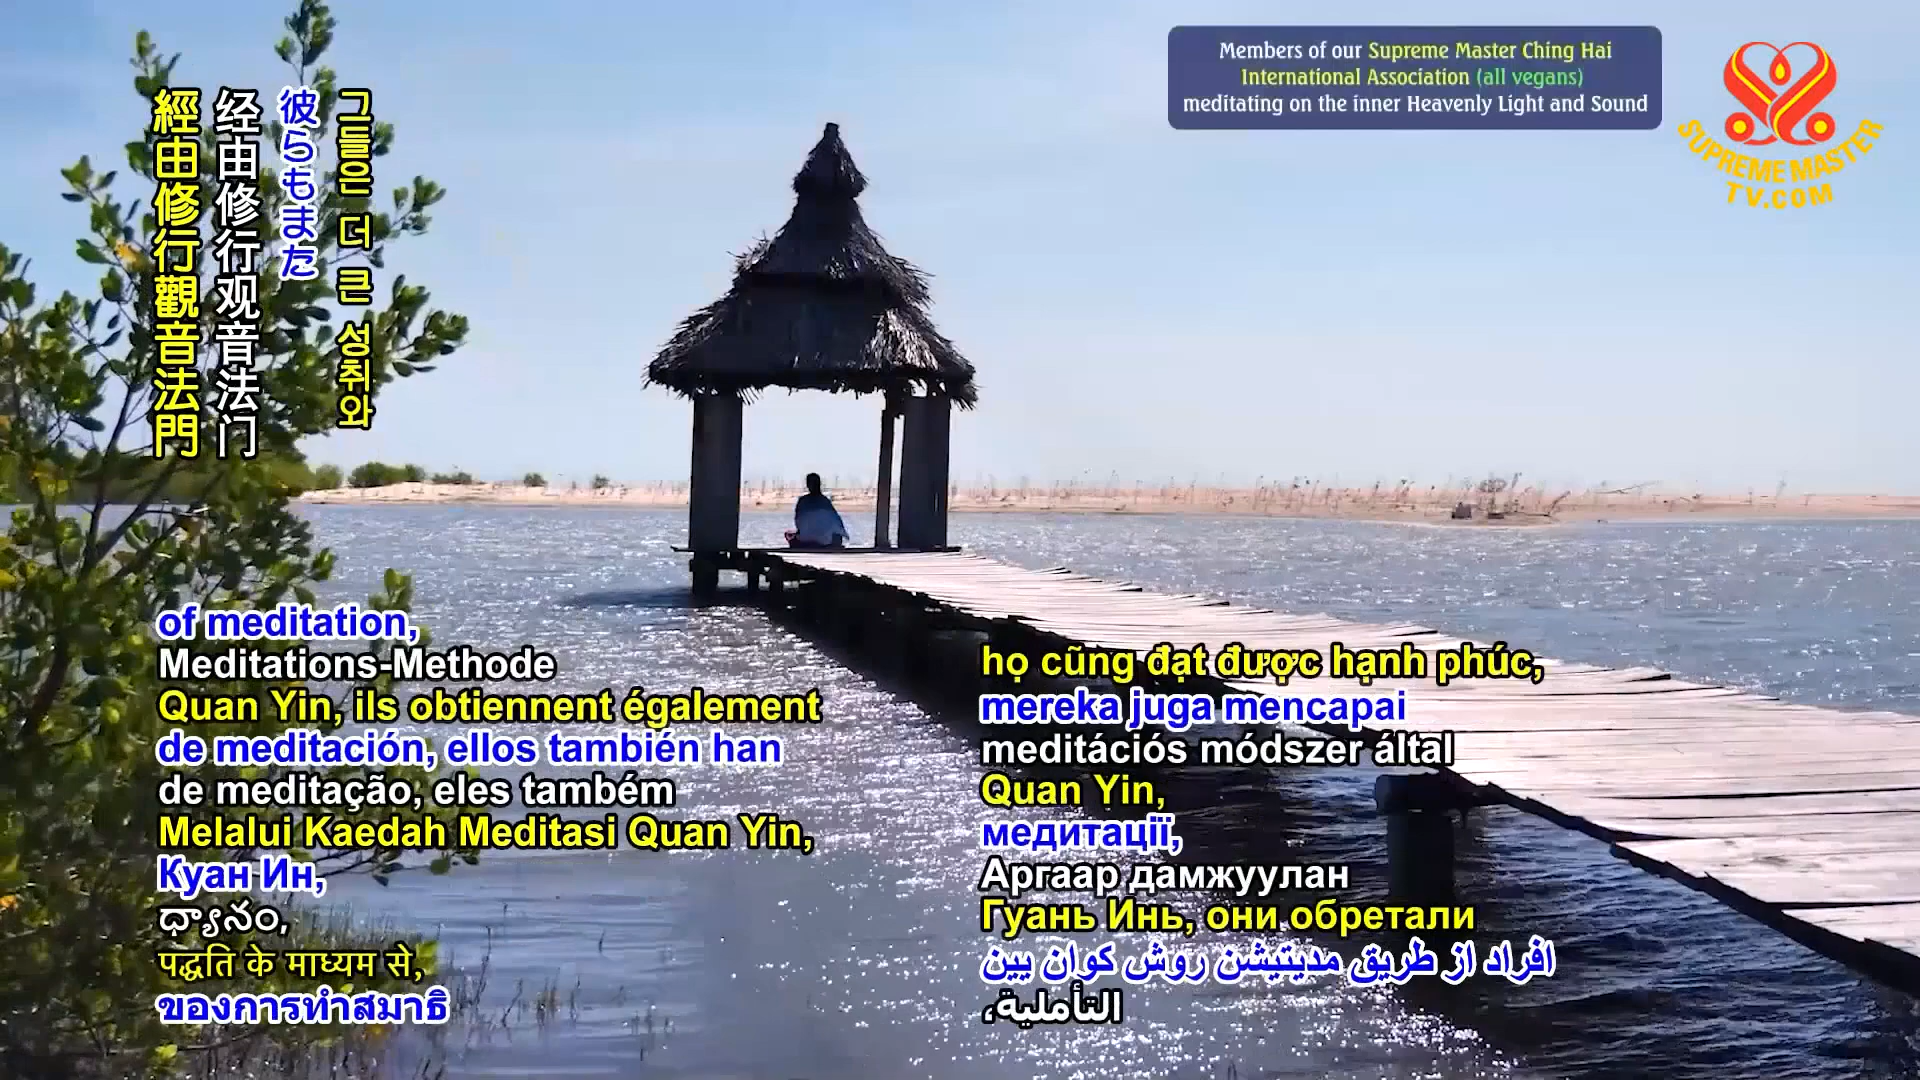 Members of our Supreme Master Ching Hai
International Association (all vegans)
meditating on the inner Heavenly Light and Sound
SUPREME MASTER
TV.COM
經由修行觀音法門
经由修行观音法门
彼らもまた
그들은 더 큰 성취와
of meditation,
Meditations-Methode
Quan Yin, ils obtiennent également
de meditación, ellos también han
de meditação, eles também
Melalui Kaedah Meditasi Quan Yin,
Куан Ин,
ధ్యానం,
पद्धति के माध्यम से,
ของการทำสมาธิ
họ cũng đạt được hạnh phúc,
mereka juga mencapai
meditációs módszer által
Quan Yin,
медитації,
Аргаар дамжуулан
Гуань Инь, они обретали
افراد از طریق مدیتیشن روش کوان یین
التأملية،